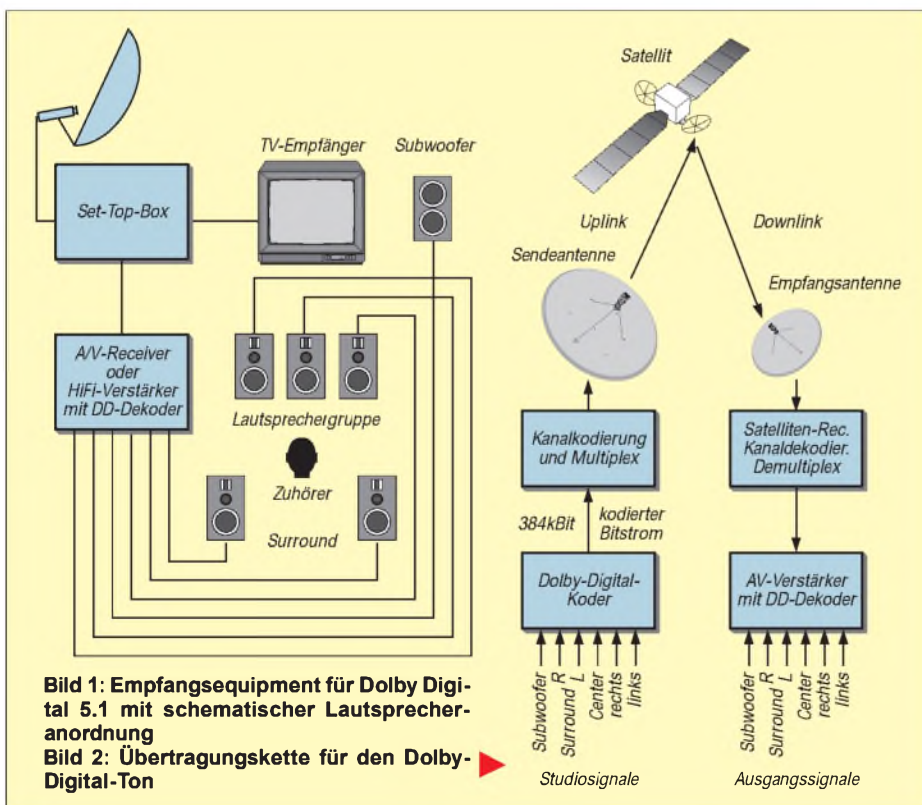 Satellit
TV-Empfänger
Subwoofer
Set-Top-Box
Uplink
Downlink
Sendeantenne
Empfangsantenne
A/V-Receiver
oder
HiFi-Verstärker
mit DD-Dekoder
Lautsprechergruppe
Zuhörer
Surround
Kanalkodierung
und Multiplex
Satelliten-Rec.
Kanaldekodier.
Demultiplex
384kBit
kodierter
Bitstrom
Dolby-Digital-
Koder
AV-Verstärker
mit DD-Dekoder
Subwoofer
R
Surround L
Center
rechts
links
Studiosignale
Subwoofer
R
Surround L
Center
rechts
links
Ausgangssignale
Bild 1: Empfangsequipment für Dolby Digi-
tal 5.1 mit schematischer Lautsprecher-
anordnung
Bild 2: Übertragungskette für den Dolby-
Digital-Ton